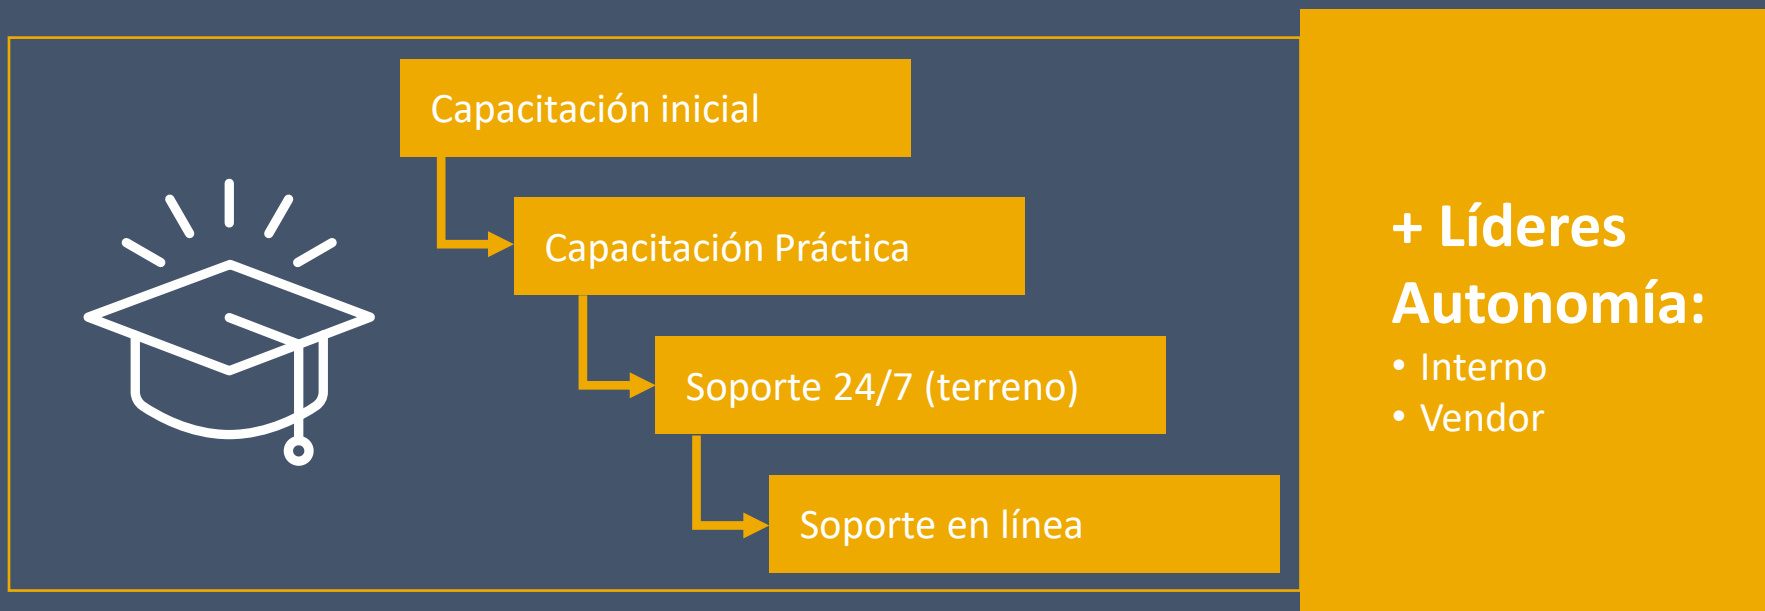 Capacitación inicial
Capacitación Práctica
Soporte 24/7 (terreno)
Soporte en línea
+ Líderes
Autonomía:
• Interno
• Vendor